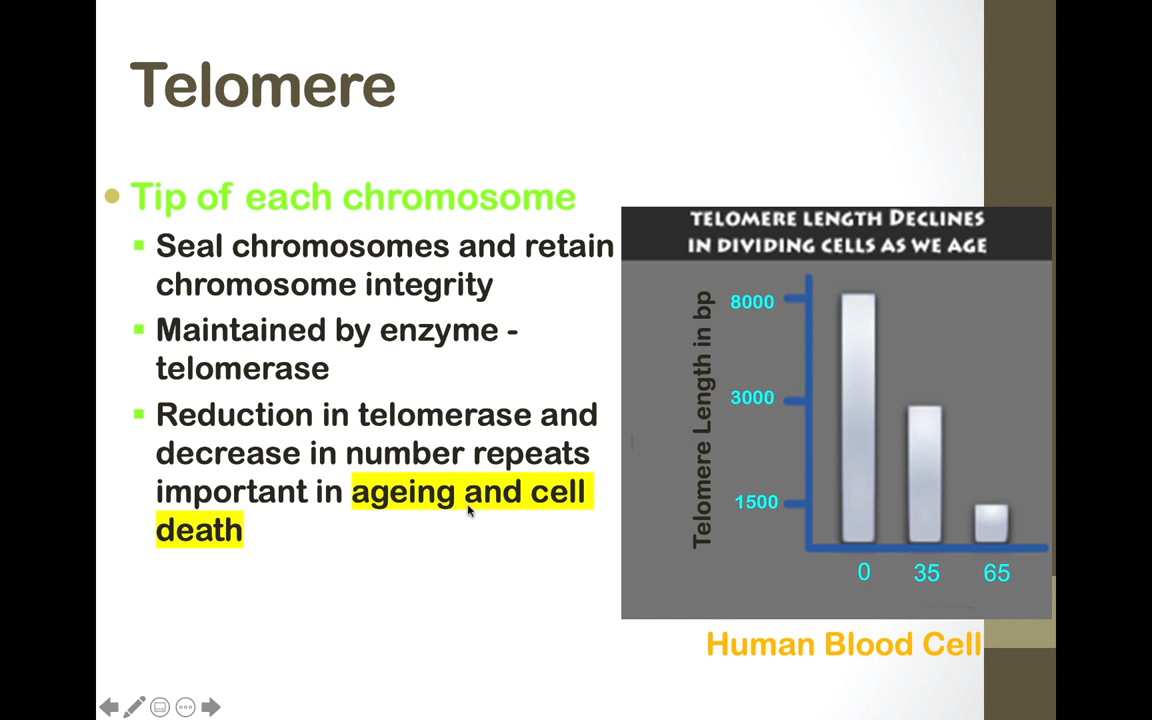 Telomere
Tip of each chromosome
Seal chromosomes and retain
chromosome integrity
Maintained by enzyme -
telomerase
Reduction in telomerase and
decrease in number repeats
important in ageing and cell
death
TELOMERE LENGTH DECLINES
IN DIVIDING CELLS AS WE AGE
Telomere Length in bp
8000
3000
1500
0 35 65
Human Blood Cell